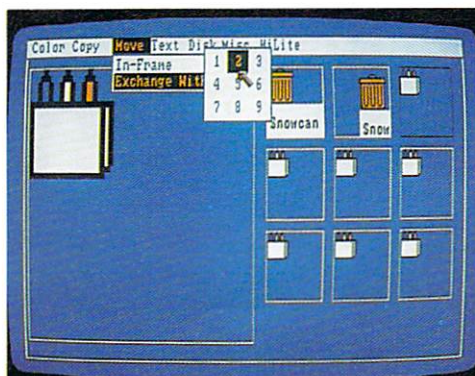 Color Copy Move Text Disk Misc HiLite
In-Frame
Exchange With
1 2 3
4 5 6
7 8 9
Snowcan
Snow